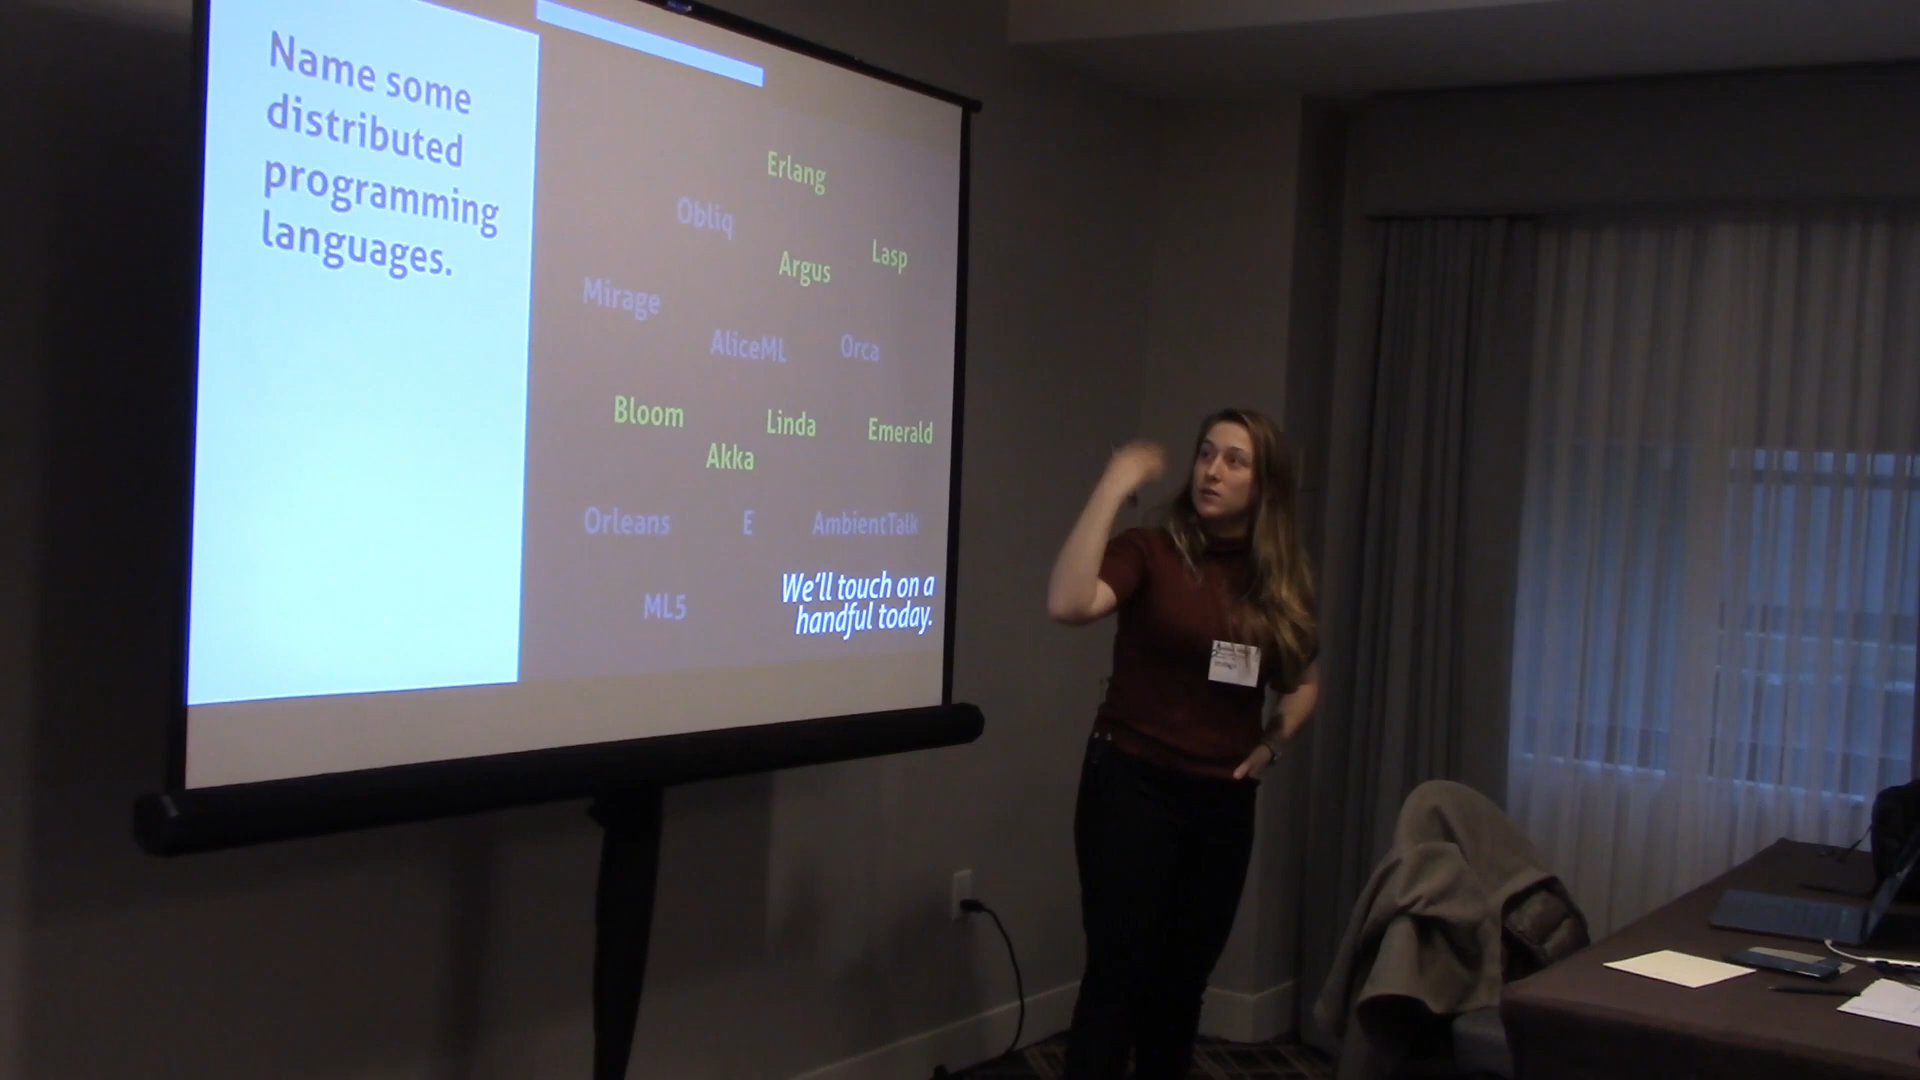 Name some
distributed
programming
languages.
Erlang
Obliq
Lasp
Argus
Mirage
AliceML
Orca
Bloom
Linda
Emerald
Akka
Orleans
E
AmbientTalk
ML5
We'll touch on a
handful today.